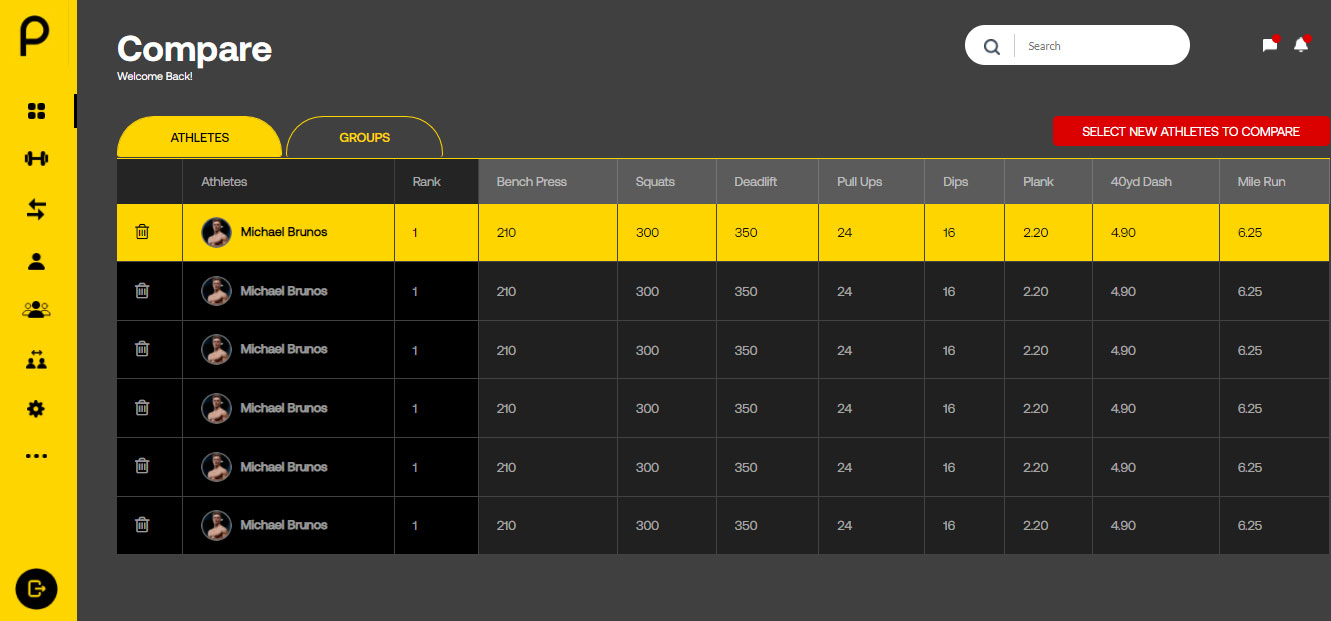 P
Compare
Welcome Back!
Search
ATHLETES
GROUPS
SELECT NEW ATHLETES TO COMPARE
Athletes Rank Bench Press Squats Deadlift Pull Ups Dips Plank 40yd Dash Mile Run
Michael Brunos 1 210 300 350 24 16 2.20 4.90 6.25
Michael Brunos 1 210 300 350 24 16 2.20 4.90 6.25
Michael Brunos 1 210 300 350 24 16 2.20 4.90 6.25
Michael Brunos 1 210 300 350 24 16 2.20 4.90 6.25
Michael Brunos 1 210 300 350 24 16 2.20 4.90 6.25
Michael Brunos 1 210 300 350 24 16 2.20 4.90 6.25